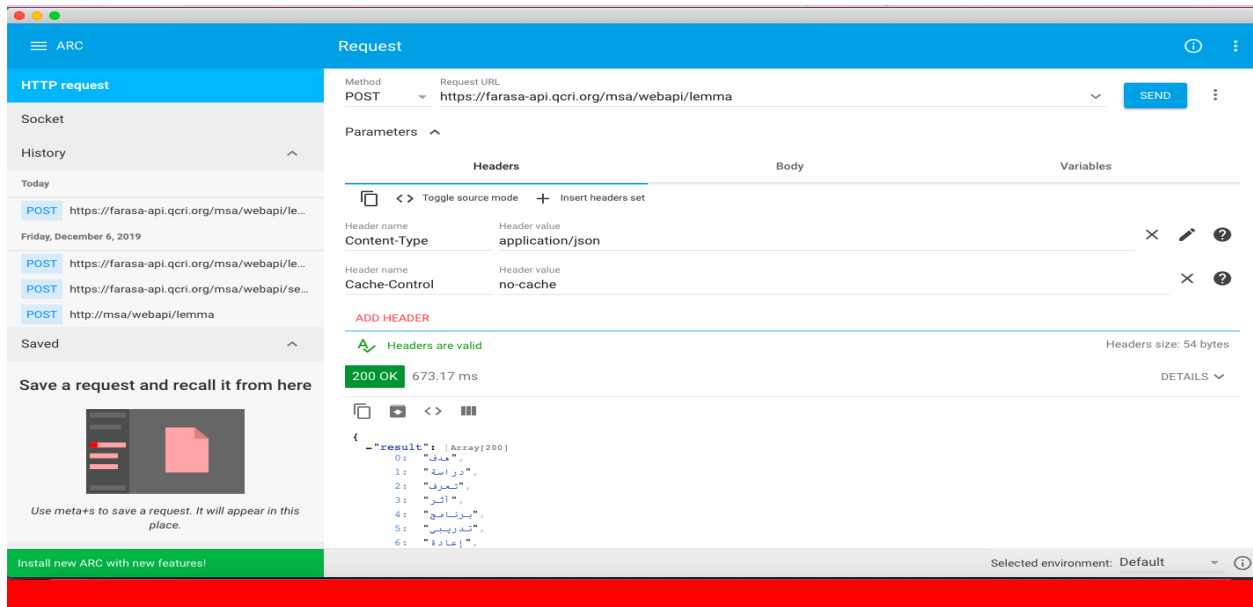 ARC
Request
HTTP request
Socket
History
Today
POST https://farasa-api.qcri.org/msa/webapi/le...
Friday, December 6, 2019
POST https://farasa-api.qcri.org/msa/webapi/le...
POST https://farasa-api.qcri.org/msa/webapi/se...
POST http://msa/webapi/lemma
Saved
Save a request and recall it from here
Use meta+s to save a request. It will appear in this
place.
Install new ARC with new features!
Method Request URL
POST https://farasa-api.qcri.org/msa/webapi/lemma SEND
Parameters
Headers Body Variables
Toggle source mode Insert headers set
Header name Header value
Content-Type application/json
Header name Header value
Cache-Control no-cache
ADD HEADER
Headers are valid Headers size: 54 bytes
200 OK 673.17 ms DETAILS
{
-"result": [Array[200]
0: "هدف",
1: "دراسة",
2: "تعرف",
3: "أثر",
4: "برنامج",
5: "تدريبي",
6: "إعادة",
Selected environment: Default